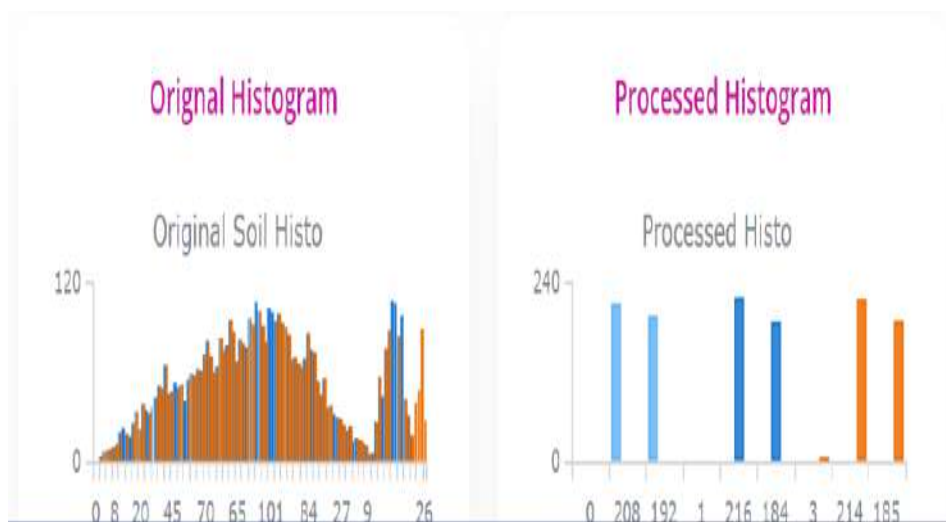 Orignal Histogram
Original Soil Histo
120
0
0 8 20 45 70 65 101 84 27 9 26
Processed Histogram
Processed Histo
240
0
0 208 192 1 216 184 3 214 185